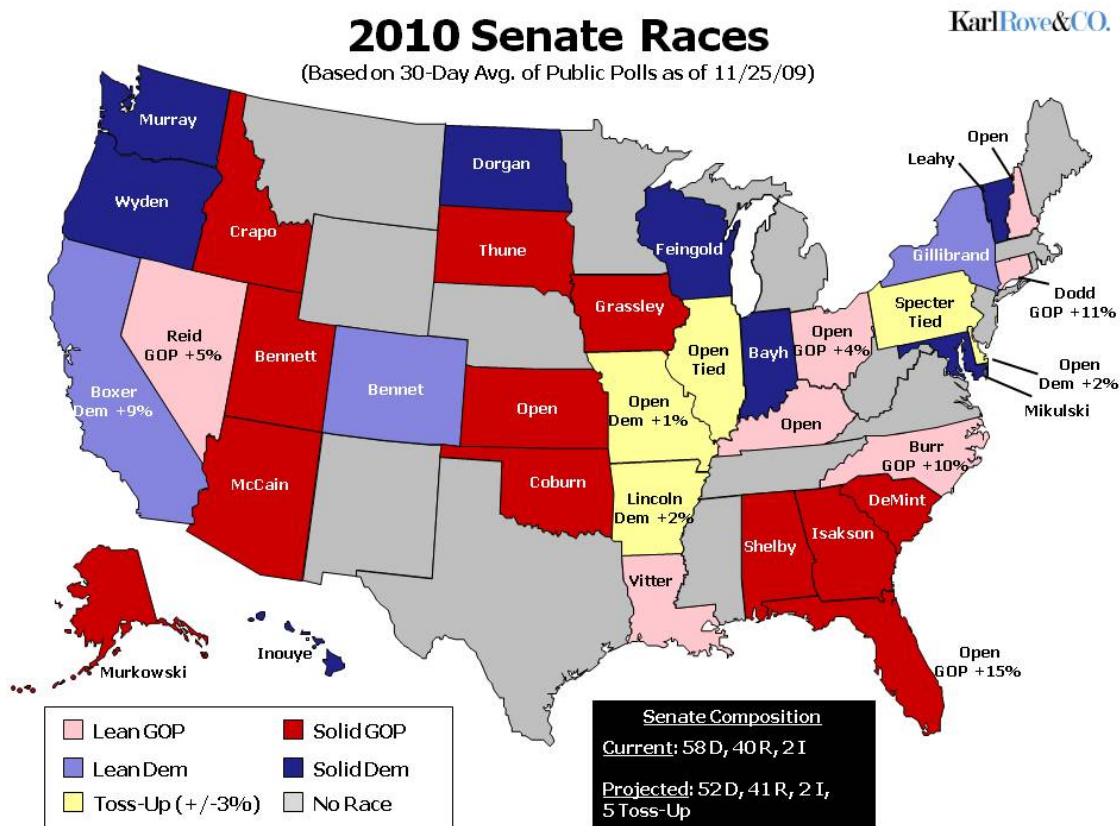 KarlRove&CO.
2010 Senate Races
(Based on 30-Day Avg. of Public Polls as of 11/25/09)
Murray
Wyden
Crapo
Dorgan
Thune
Feingold
Open
Leahy
Gillibrand
Dodd
GOP +11%
Specter
Tied
Open
Dem +2%
Mikulski
Reid
GOP +5%
Bennett
Boxer
Dem +9%
Bennet
Grassley
Open
Tied
Bayh
Open
GOP +4%
Open
Open
Dem +1%
Open
Burr
GOP +10%
McCain
Coburn
Lincoln
Dem +2%
DeMint
Isakson
Shelby
Vitter
Murkowski
Inouye
Open
GOP +15%
Lean GOP
Solid GOP
Lean Dem
Solid Dem
Toss-Up (+/-3%)
No Race
Senate Composition
Current: 58 D, 40 R, 2 I
Projected: 52 D, 41 R, 2 I,
5 Toss-Up